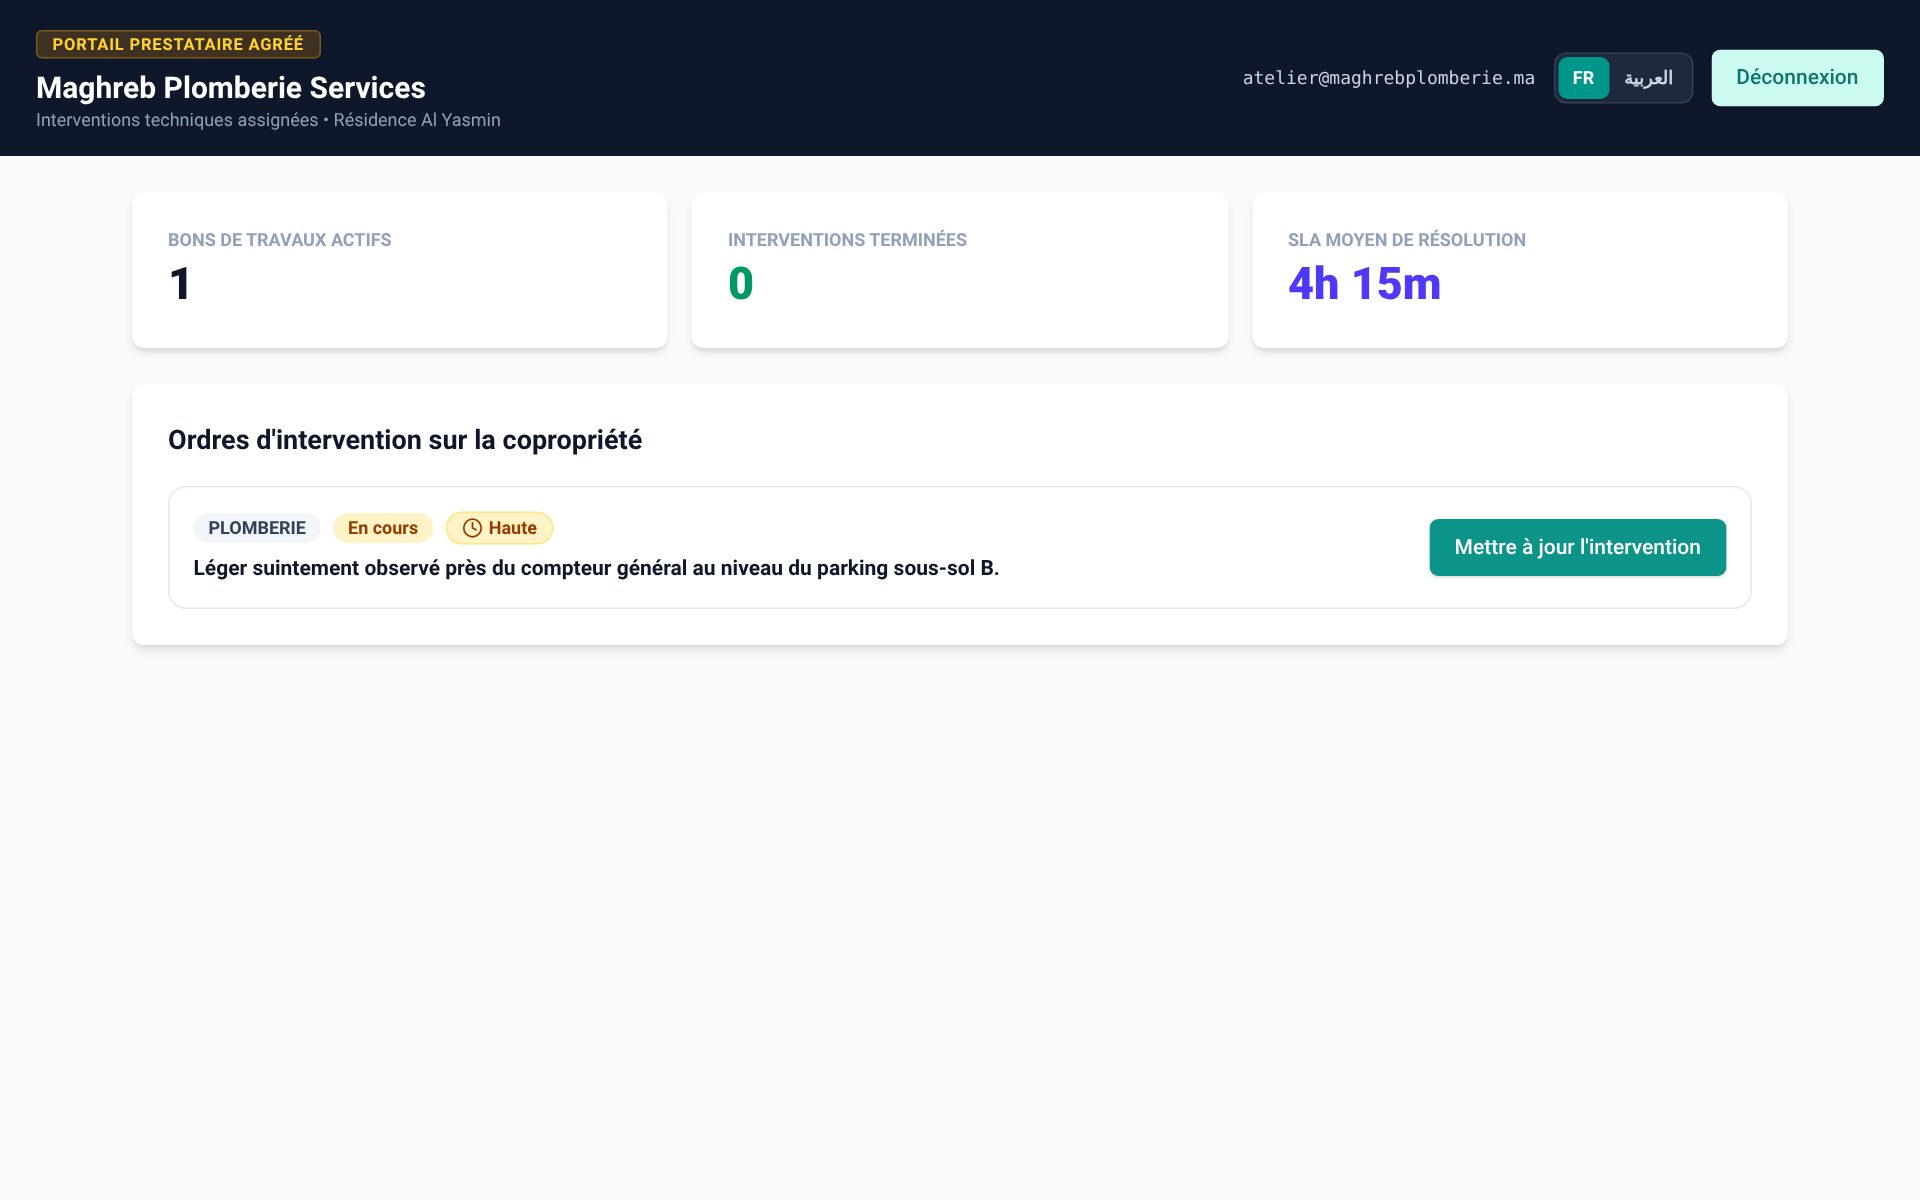 PORTAIL PRESTATAIRE AGRÉÉ
Maghreb Plomberie Services
Interventions techniques assignées • Résidence Al Yasmin
atelier@maghrebplomberie.ma
FR
العربية
Déconnexion
BONS DE TRAVAUX ACTIFS
1
INTERVENTIONS TERMINÉES
0
SLA MOYEN DE RÉSOLUTION
4h 15m
Ordres d'intervention sur la copropriété
PLOMBERIE
En cours
Haute
Léger suintement observé près du compteur général au niveau du parking sous-sol B.
Mettre à jour l'intervention